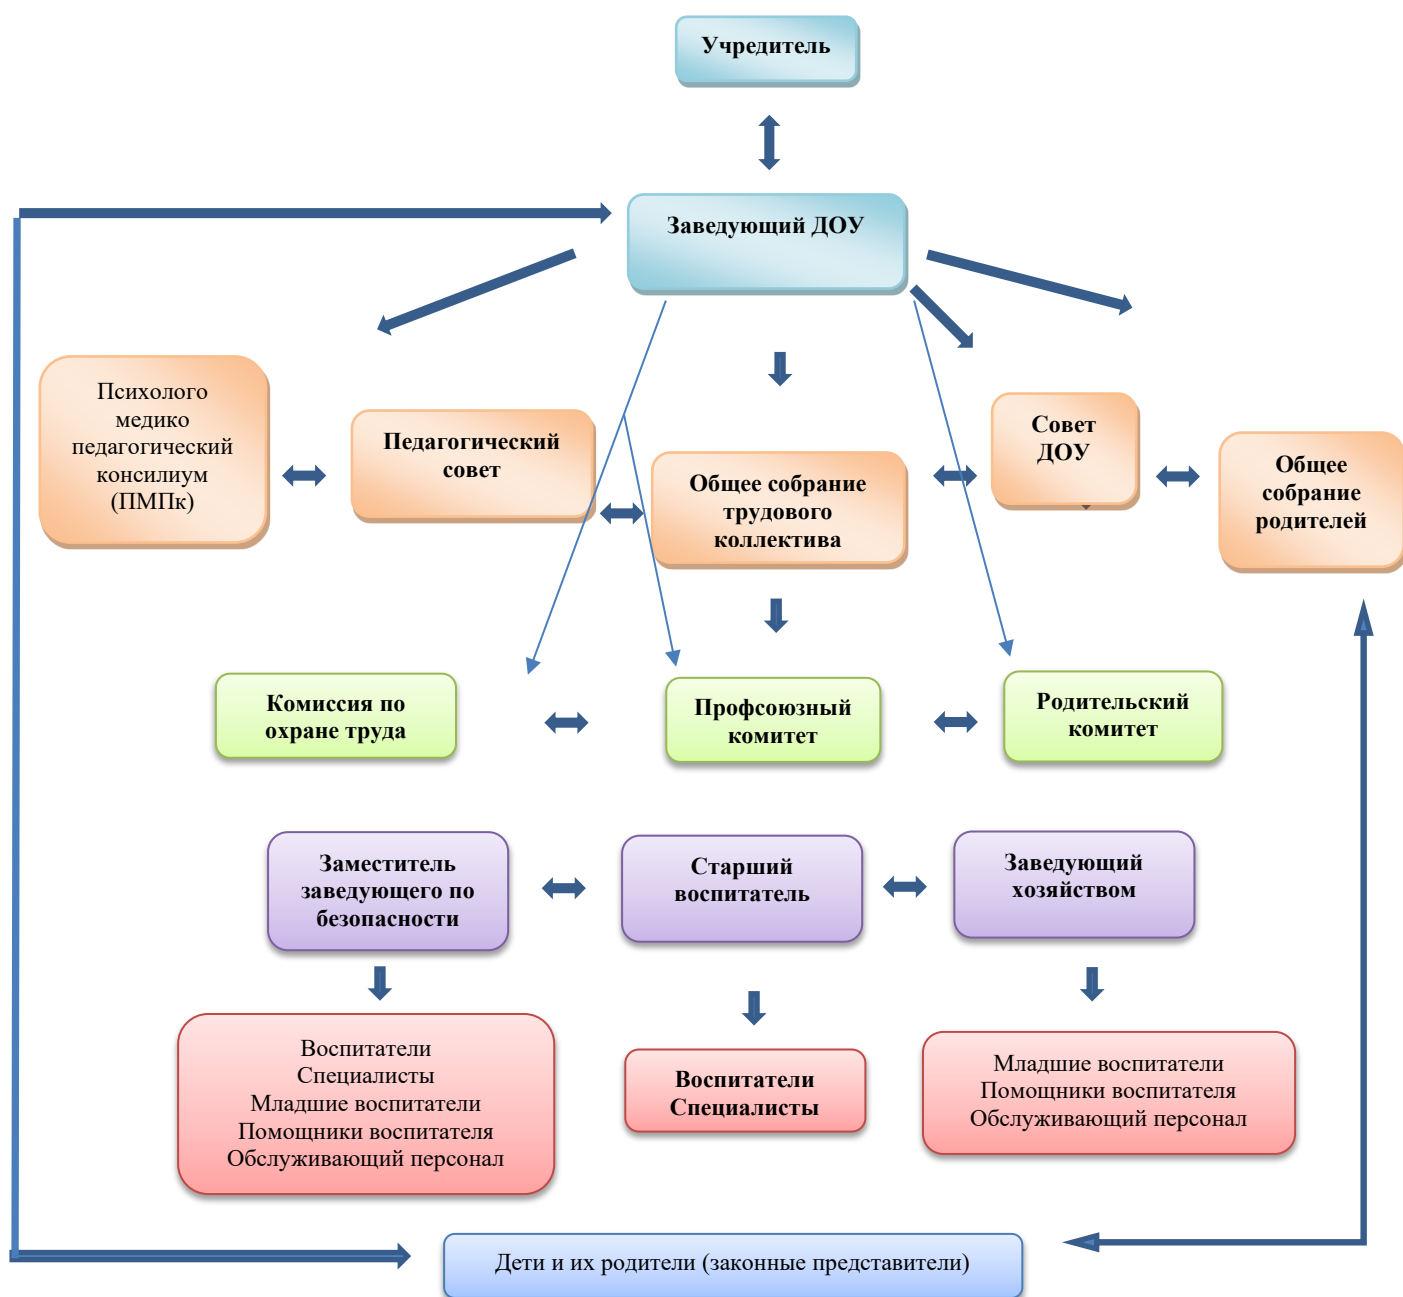 Учредитель
Заведующий ДОУ
Психолого
медико
педагогический
консилиум
(ПМПк)
Педагогический
совет
Общее собрание
трудового
коллектива
Совет
ДОУ
Общее
собрание
родителей
Комиссия по
охране труда
Профсоюзный
комитет
Родительский
комитет
Заместитель
заведующего по
безопасности
Старший
воспитатель
Заведующий
хозяйством
Воспитатели
Специалисты
Младшие воспитатели
Помощники воспитателя
Обслуживающий персонал
Воспитатели
Специалисты
Младшие воспитатели
Помощники воспитателя
Обслуживающий персонал
Дети и их родители (законные представители)